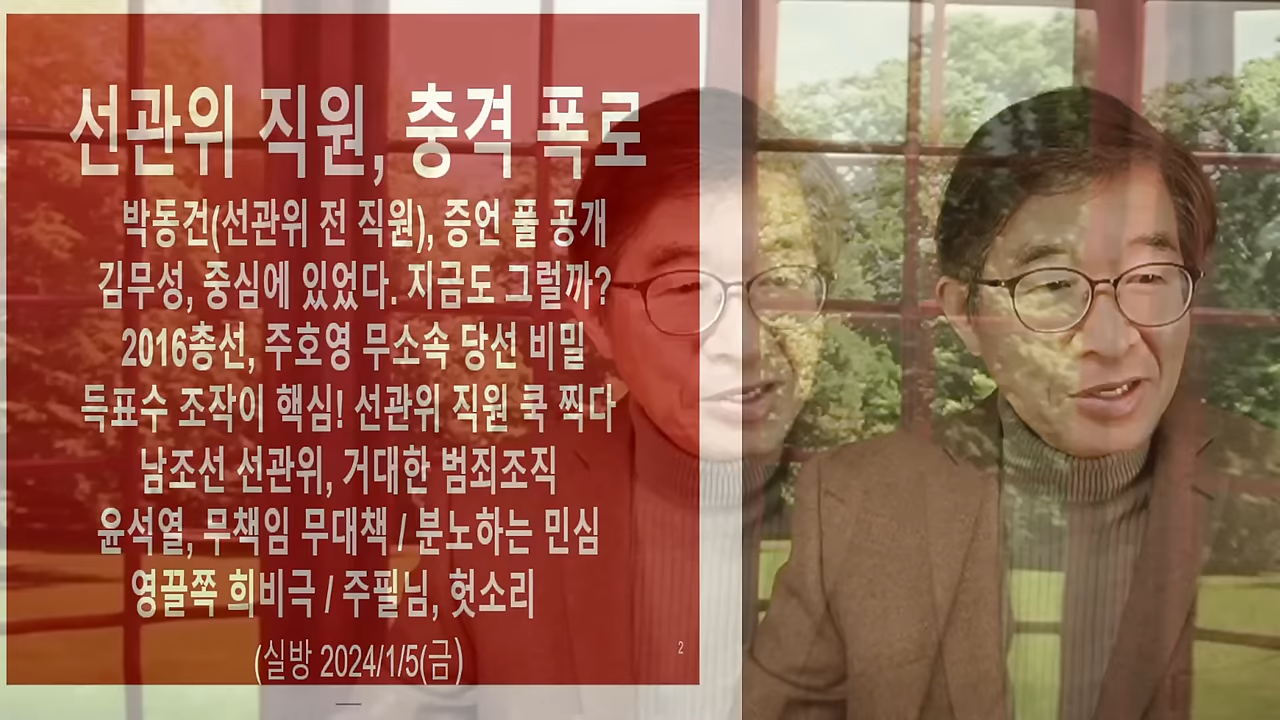 선관위 직원, 충격 폭로
박동건(선관위 전 직원), 증언 풀 공개
김무성, 중심에 있었다. 지금도 그럴까?
2016총선, 주호영 무소속 당선 비밀
득표수 조작이 핵심! 선관위 직원 쿡 찍다
남조선 선관위, 거대한 범죄조직
윤석열, 무책임 무대책 / 분노하는 민심
영끌쪽 희비극 / 주필님, 헛소리
(실방 2024/1/5(금)
2